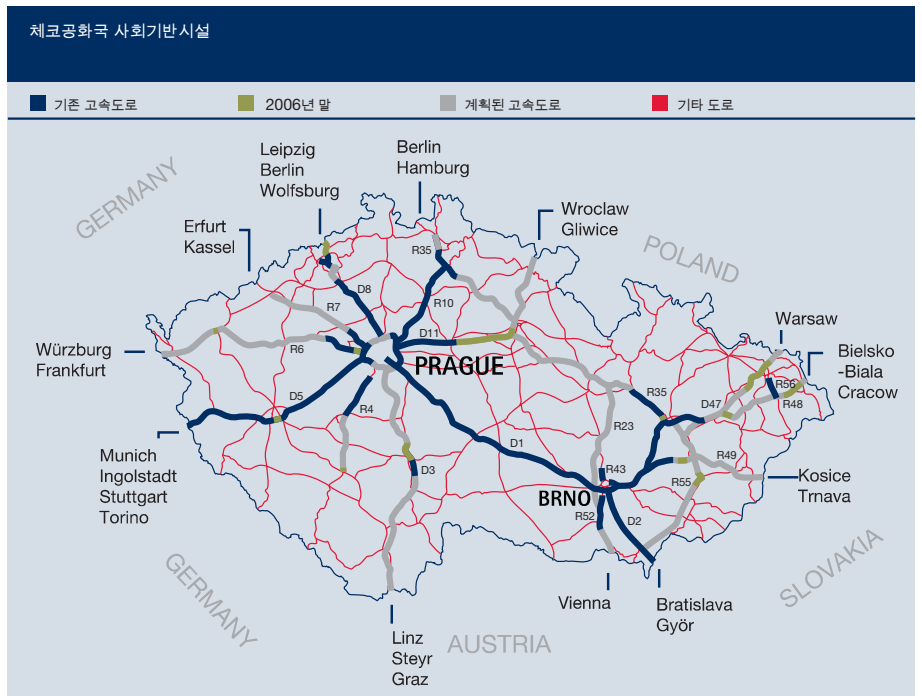 체코공화국 사회기반시설
기존 고속도로
2006년 말
계획된 고속도로
기타 도로
Leipzig
Berlin
Wolfsburg
Berlin
Hamburg
GERMANY
Erfurt
Kassel
Wroclaw
Gliwice
POLAND
R35
D8
R7
R10
D11
R6
PRAGUE
Würzburg
Frankfurt
Warsaw
Bielsko
-Biala
Cracow
R56
R48
D47
R35
D5
R4
R23
D1
D3
R43
R49
R55
BRNO
R52
D2
Munich
Ingolstadt
Stuttgart
Torino
Kosice
Trnava
GERMANY
SLOVAKIA
Vienna
Bratislava
Györ
Linz
Steyr
Graz
AUSTRIA